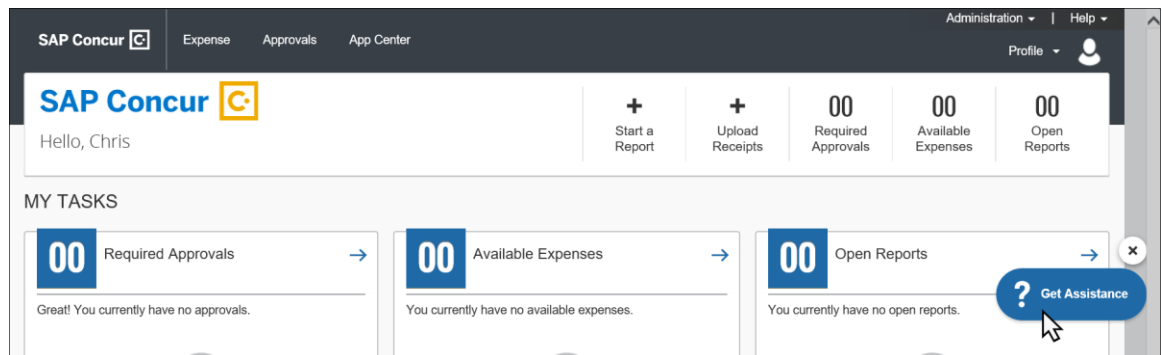 Administration | Help
SAP Concur C Expense Approvals App Center
Profile
SAP Concur C
Hello, Chris
+ Start a Report
+ Upload Receipts
00 Required Approvals
00 Available Expenses
00 Open Reports
MY TASKS
00 Required Approvals →
Great! You currently have no approvals.
00 Available Expenses →
You currently have no available expenses.
00 Open Reports →
You currently have no open reports.
? Get Assistance